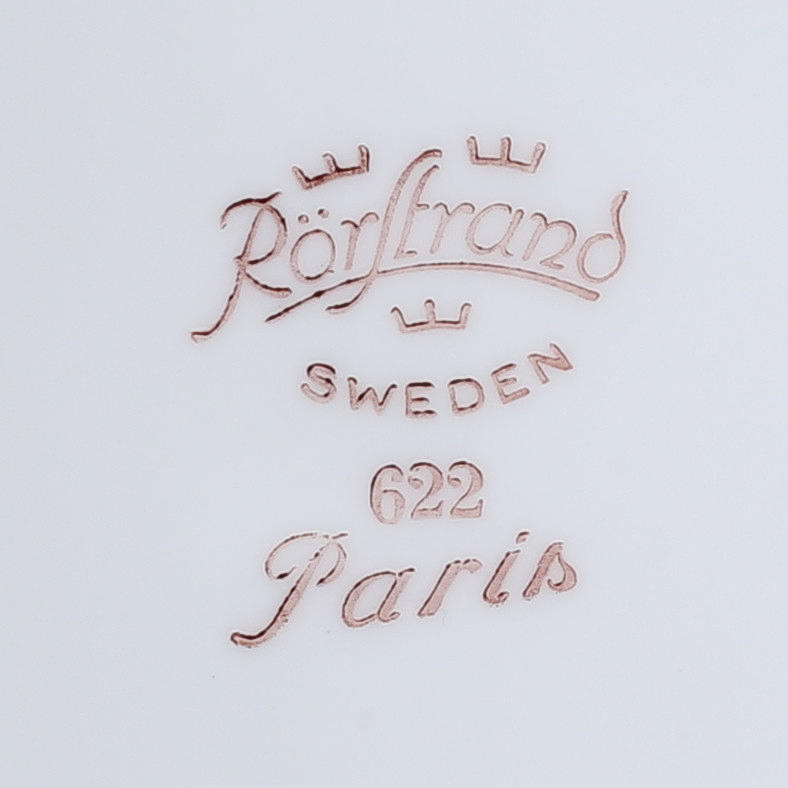 Rörstrand
SWEDEN
622
Paris